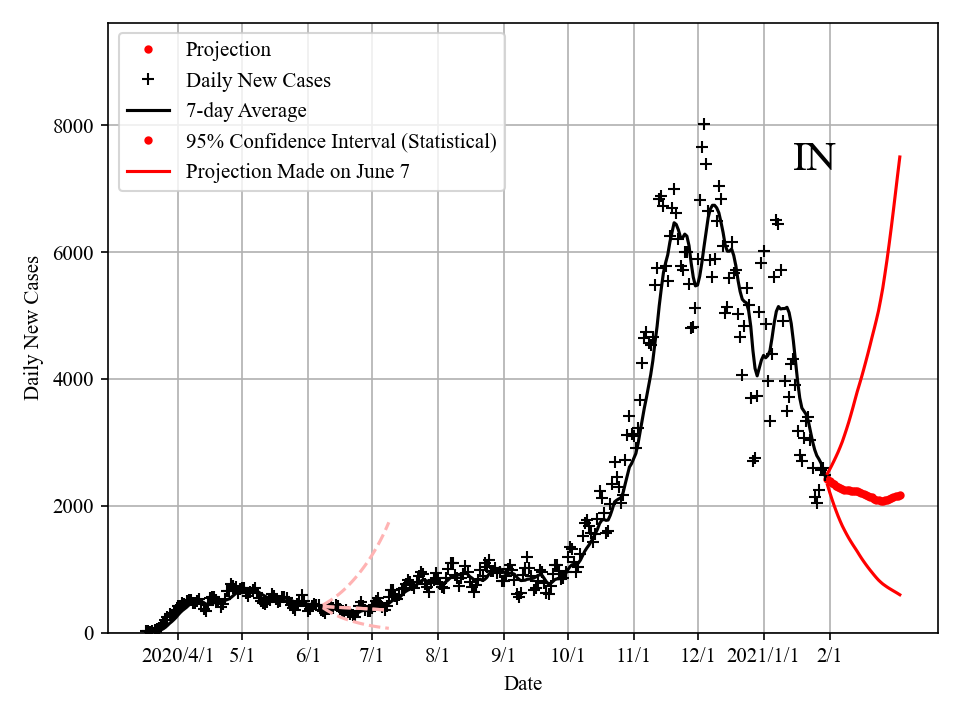 Projection
Daily New Cases
7-day Average
95% Confidence Interval (Statistical)
Projection Made on June 7
IN
8000
6000
4000
2000
0
Daily New Cases
2020/4/1 5/1 6/1 7/1 8/1 9/1 10/1 11/1 12/1 2021/1/1 2/1
Date